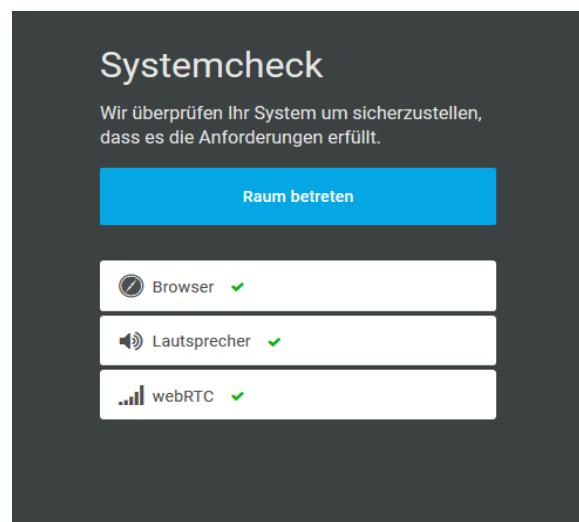 Systemcheck
Wir überprüfen Ihr System um sicherzustellen,
dass es die Anforderungen erfüllt.
Raum betreten
Browser
Lautsprecher
webRTC